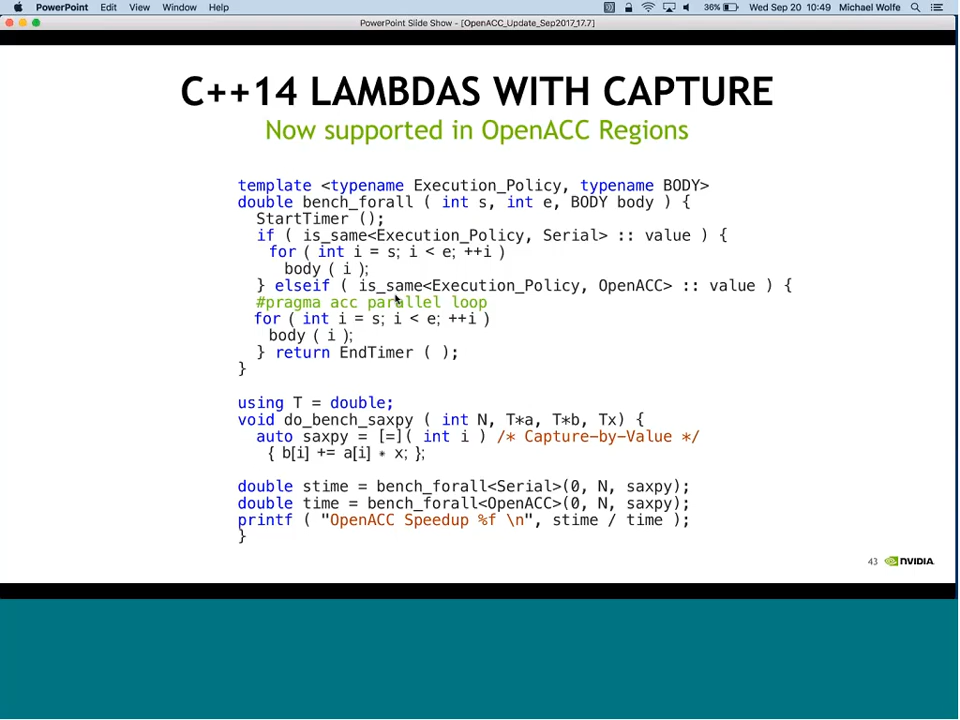 PowerPoint Edit View Window Help 36% Wed Sep 20 10:49 Michael Wolfe
PowerPoint Slide Show - [OpenACC_Update_Sep2017_17.7]
C++14 LAMBDAS WITH CAPTURE
Now supported in OpenACC Regions
template <typename Execution_Policy, typename BODY>
double bench_forall ( int s, int e, BODY body ) {
StartTimer ();
if ( is_same<Execution_Policy, Serial> :: value ) {
for ( int i = s; i < e; ++i )
body ( i );
} elseif ( is_same<Execution_Policy, OpenACC> :: value ) {
#pragma acc parallel loop
for ( int i = s; i < e; ++i )
body ( i );
} return EndTimer ( );
}
using T = double;
void do_bench_saxpy ( int N, T*a, T*b, Tx) {
auto saxpy = [=]( int i ) /* Capture-by-Value */
{ b[i] += a[i] * x; };
double stime = bench_forall<Serial>(0, N, saxpy);
double time = bench_forall<OpenACC>(0, N, saxpy);
printf ( "OpenACC Speedup %f \n", stime / time );
}
43 NVIDIA.